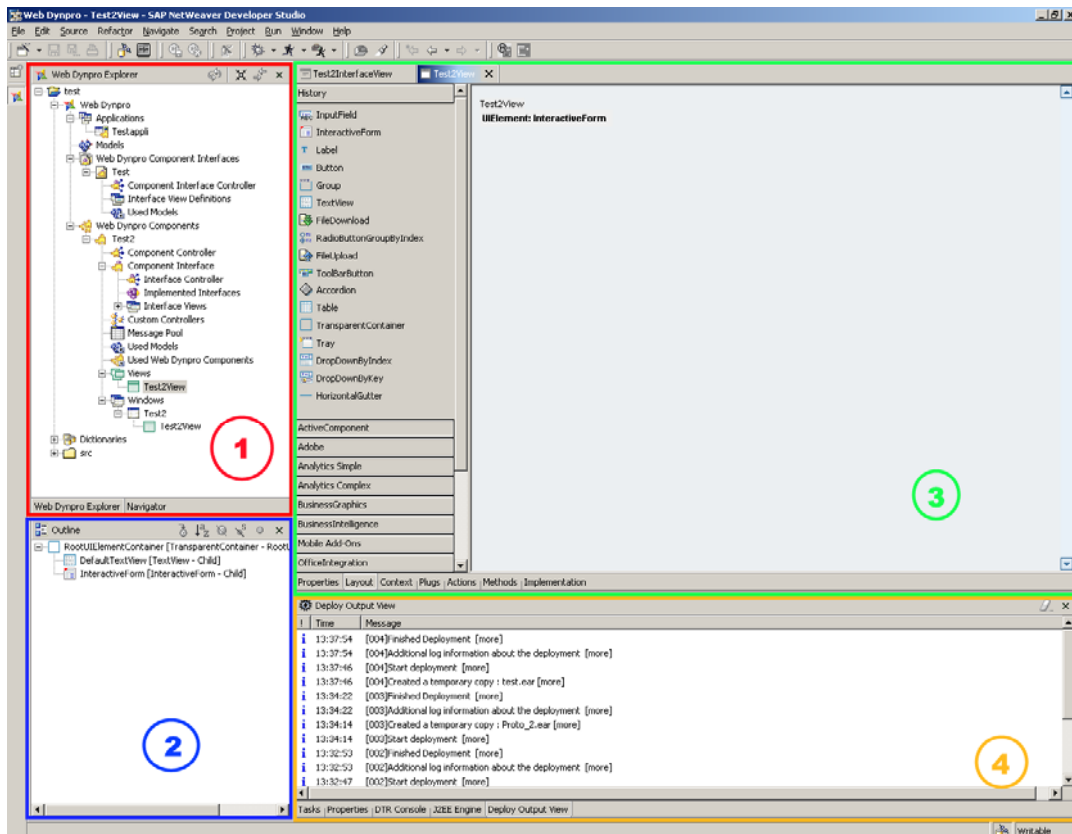 Web Dynpro - Test2View - SAP NetWeaver Developer Studio
File Edit Source Refactor Navigate Search Project Run Window Help
Web Dynpro Explorer
test
Web Dynpro
Applications
Testappli
Models
Web Dynpro Component Interfaces
Test
Component Interface Controller
Interface View Definitions
Used Models
Web Dynpro Components
Test2
Component Controller
Component Interface
Interface Controller
Implemented Interfaces
Interface Views
Custom Controllers
Message Pool
Used Models
Used Web Dynpro Components
Views
Test2View
Windows
Test2
Test2View
Dictionaries
src
1
Web Dynpro Explorer Navigator
Outline
RootUIElementContainer [TransparentContainer - RootU
DefaultTextView [TextView - Child]
InteractiveForm [InteractiveForm - Child]
2
Test2InterfaceView Test2View
History
InputField
InteractiveForm
Label
Button
Group
TextView
FileDownload
RadioButtonGroupByIndex
FileUpload
ToolBarButton
Accordion
Table
TransparentContainer
Tray
DropDownByIndex
DropDownByKey
HorizontalGutter
ActiveComponent
Adobe
Analytics Simple
Analytics Complex
BusinessGraphics
BusinessIntelligence
Mobile Add-Ons
OfficeIntegration
Test2View
UIElement: InteractiveForm
3
Properties Layout Context Plugs Actions Methods Implementation
Deploy Output View
! Time Message
13:37:54 [004]Finished Deployment [more]
13:37:54 [004]Additional log information about the deployment [more]
13:37:46 [004]Start deployment [more]
13:37:46 [004]Created a temporary copy : test.ear [more]
13:34:22 [003]Finished Deployment [more]
13:34:22 [003]Additional log information about the deployment [more]
13:34:14 [003]Created a temporary copy : Proto_2.ear [more]
13:34:14 [003]Start deployment [more]
13:32:53 [002]Finished Deployment [more]
13:32:53 [002]Additional log information about the deployment [more]
13:32:47 [002]Start deployment [more]
4
Tasks Properties DTR Console J2EE Engine Deploy Output View
Writable